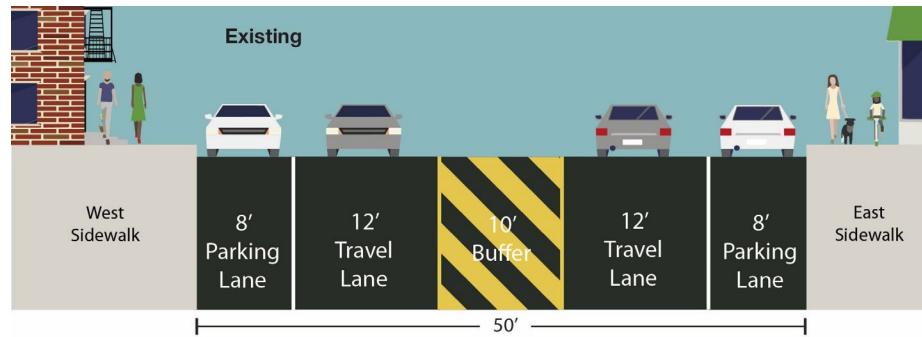 Existing
West
Sidewalk
8’
Parking
Lane
12’
Travel
Lane
10’
Buffer
12’
Travel
Lane
8’
Parking
Lane
East
Sidewalk
50’